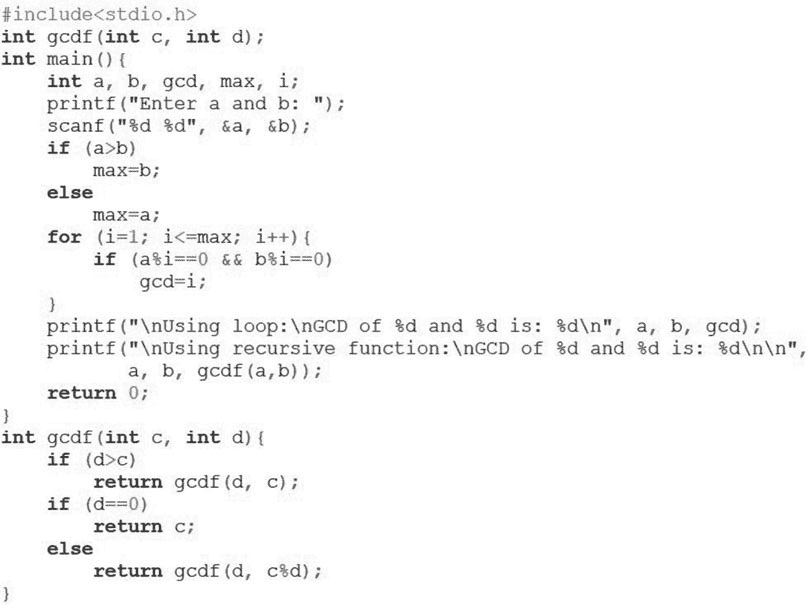 #include<stdio.h>
int gcdf(int c, int d);
int main(){
    int a, b, gcd, max, i;
    printf("Enter a and b: ");
    scanf("%d %d", &a, &b);
    if (a>b)
        max=b;
    else
        max=a;
    for (i=1; i<=max; i++){
        if (a%i==0 && b%i==0)
            gcd=i;
    }
    printf("\nUsing loop:\nGCD of %d and %d is: %d\n", a, b, gcd);
    printf("\nUsing recursive function:\nGCD of %d and %d is: %d\n\n",
           a, b, gcdf(a,b));
    return 0;
}
int gcdf(int c, int d){
    if (d>c)
        return gcdf(d, c);
    if (d==0)
        return c;
    else
        return gcdf(d, c%d);
}